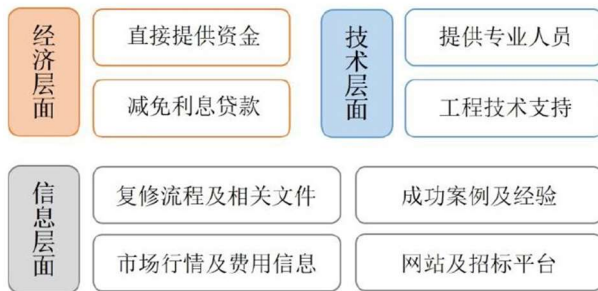 经济层面
直接提供资金
减免利息贷款
技术层面
提供专业人员
工程技术支持
信息层面
复修流程及相关文件
成功案例及经验
市场行情及费用信息
网站及招标平台